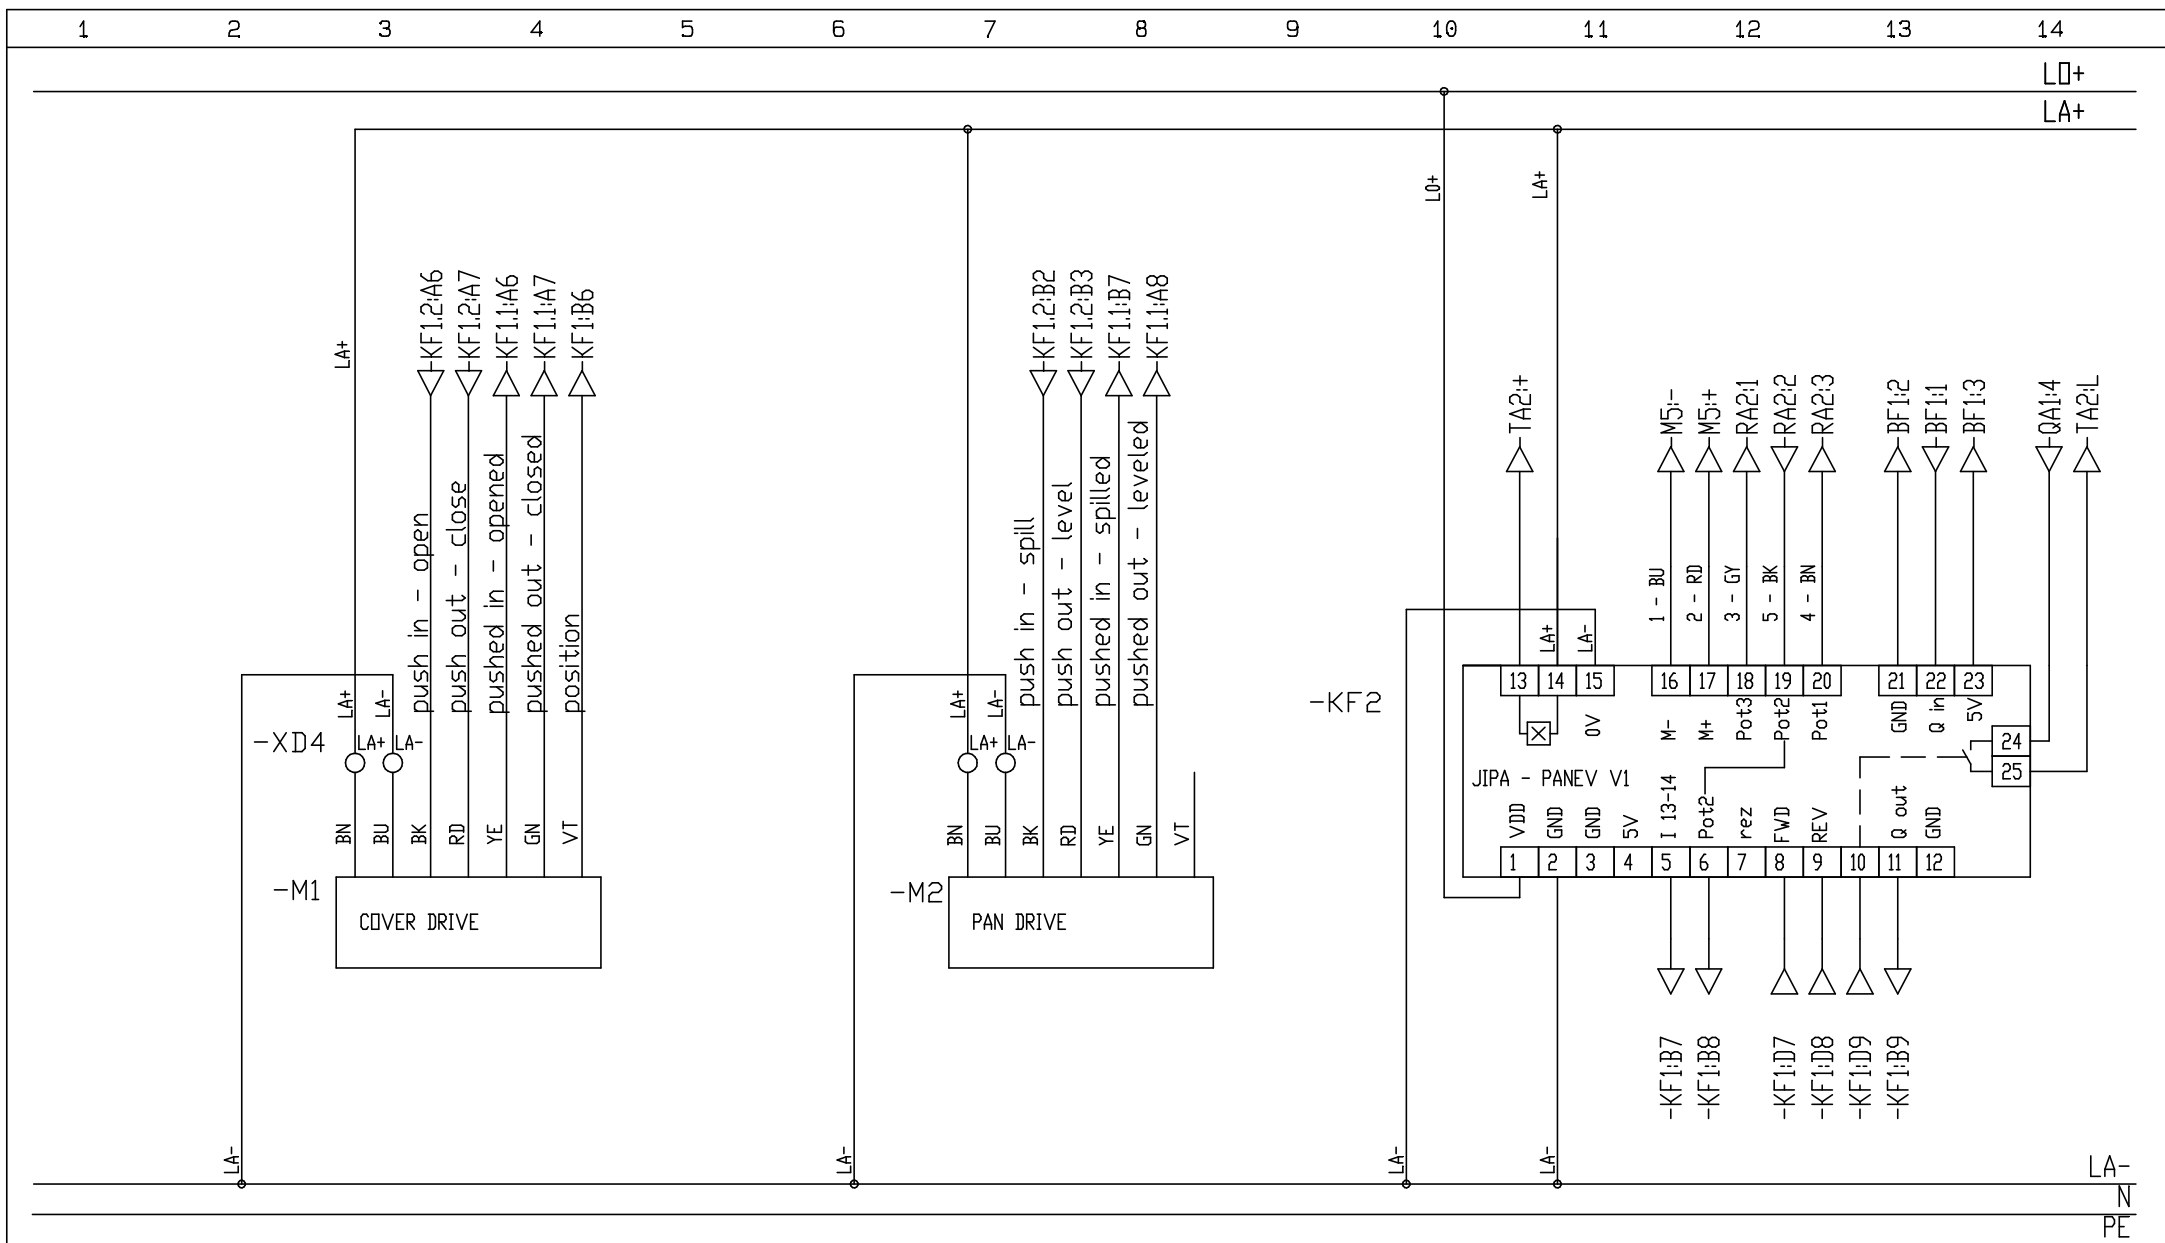 1 2 3 4 5 6 7 8 9 10 11 12 13 14
LO+
LA+
LA+
LO+
LA+
-KF1.2:A6
-KF1.2:A7
-KF1.1:A6
-KF1.1:A7
-KF1:B6
-KF1.2:B2
-KF1.2:B3
-KF1.1:B7
-KF1.1:A8
TA2:+
M5:-
M5:+
RA2:1
RA2:2
RA2:3
BF1:2
BF1:1
BF1:3
QA1:4
TA2:L
push in - open
push out - close
pushed in - opened
pushed out - closed
position
push in - spill
push out - level
pushed in - spilled
pushed out - leveled
1 - BU
2 - RD
3 - GY
5 - BK
4 - BN
LA+
LA-
LA+
LA-
LA+
LA-
-XD4
LA+
LA-
LA+
LA-
-KF2
13 14 15 16 17 18 19 20 21 22 23
0V
M-
M+
Pot3
Pot2
Pot1
GND
Q in
5V
24
25
JIPA - PANEV V1
VDD
GND
GND
5V
I 13-14
Pot2
rez
FWD
REV
Q out
GND
1 2 3 4 5 6 7 8 9 10 11 12
BN
BU
BK
RD
YE
GN
VT
BN
BU
BK
RD
YE
GN
VT
-M1
COVER DRIVE
-M2
PAN DRIVE
-KF1:B7
-KF1:B8
-KF1:D7
-KF1:D8
-KF1:D9
-KF1:B9
LA-
LA-
LA-
LA-
LA-
N
PE